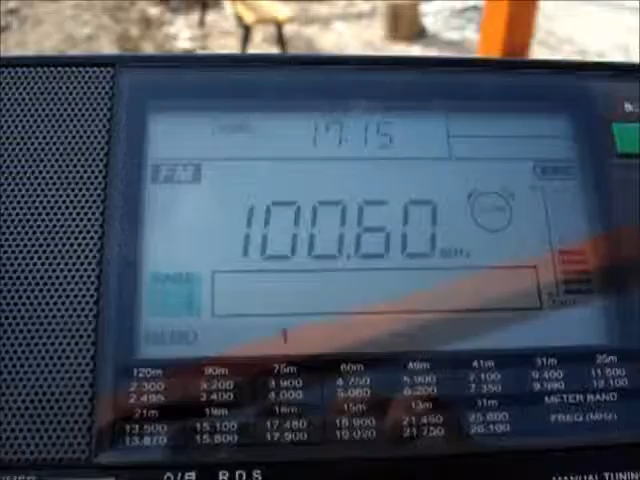 17:15
FM
100.60
MHz
MEMO 1
120m 90m 75m 60m 49m 41m 31m 25m
2.300 3.200 3.900 4.750 5.900 7.100 9.400 11.600
2.495 3.400 4.000 5.060 6.200 7.350 9.990 12.100
21m 19m 16m 15m 13m 11m METER BAND
13.500 15.100 17.480 18.900 21.450 25.600 FREQ (MHz)
13.870 15.800 17.900 19.020 21.750 26.100
R.D.S
MANUAL TUNING